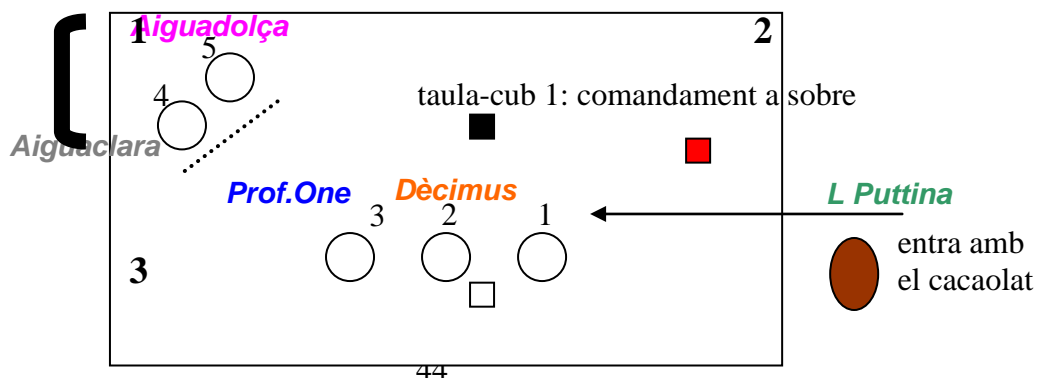 1
Aiguadolça
2
5
4
taula-cub 1: comandament a sobre
Aiguaclara
Prof.One
Dècimus
L Puttina
3
2
1
entra amb
el cacaolat
3
44